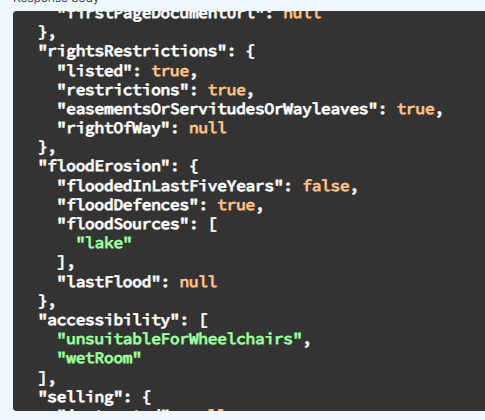 Response body
"firstPageDocumentUrl": null
},
"rightsRestrictions": {
"listed": true,
"restrictions": true,
"easementsOrServitudesOrWayleaves": true,
"rightOfWay": null
},
"floodErosion": {
"floodedInLastFiveYears": false,
"floodDefences": true,
"floodSources": [
"lake"
],
"lastFlood": null
},
"accessibility": [
"unsuitableForWheelchairs",
"wetRoom"
],
"selling": {